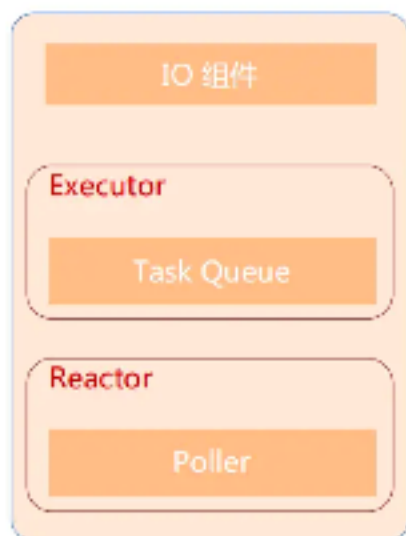 IO 组件
Executor
Task Queue
Reactor
Poller